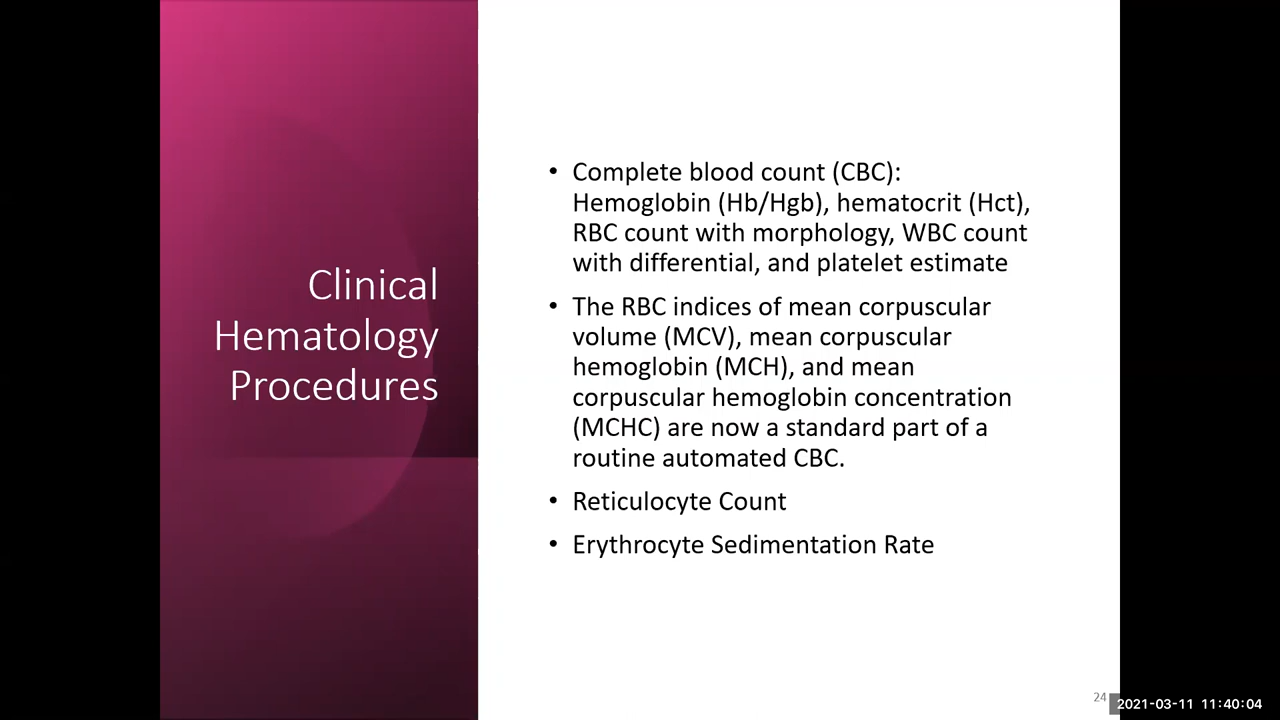 Clinical
Hematology
Procedures
• Complete blood count (CBC):
Hemoglobin (Hb/Hgb), hematocrit (Hct),
RBC count with morphology, WBC count
with differential, and platelet estimate
• The RBC indices of mean corpuscular
volume (MCV), mean corpuscular
hemoglobin (MCH), and mean
corpuscular hemoglobin concentration
(MCHC) are now a standard part of a
routine automated CBC.
• Reticulocyte Count
• Erythrocyte Sedimentation Rate
24
2021-03-11 11:40:04